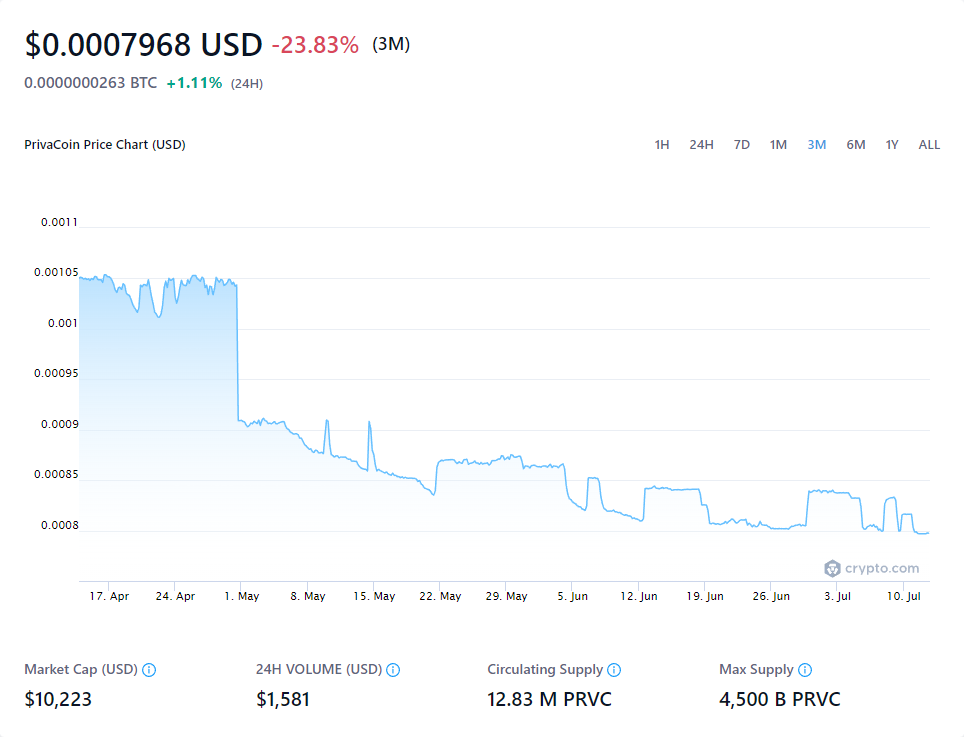 $0.0007968 USD -23.83% (3M)
0.0000000263 BTC +1.11% (24H)
PrivaCoin Price Chart (USD)
1H 24H 7D 1M 3M 6M 1Y ALL
0.0011
0.00105
0.001
0.00095
0.0009
0.00085
0.0008
crypto.com
17. Apr 24. Apr 1. May 8. May 15. May 22. May 29. May 5. Jun 12. Jun 19. Jun 26. Jun 3. Jul 10. Jul
Market Cap (USD) 24H VOLUME (USD) Circulating Supply Max Supply
$10,223 $1,581 12.83 M PRVC 4,500 B PRVC